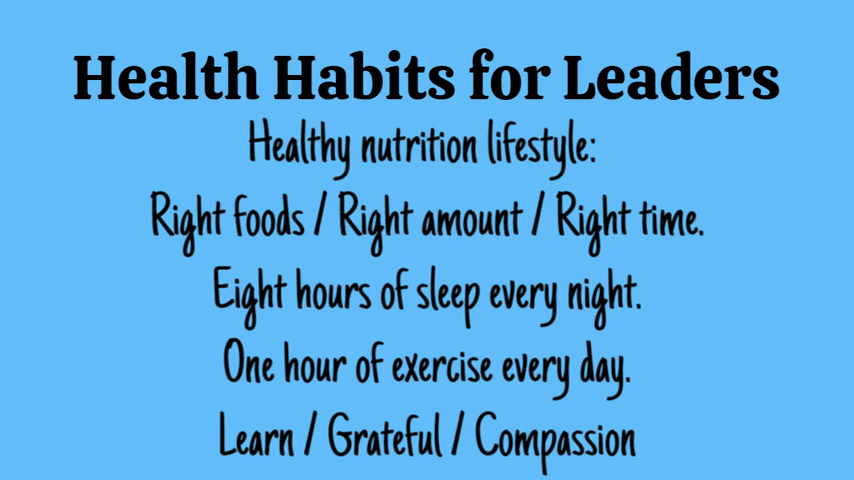 Health Habits for Leaders
Healthy nutrition lifestyle:
Right foods / Right amount / Right time.
Eight hours of sleep every night.
One hour of exercise every day.
Learn / Grateful / Compassion